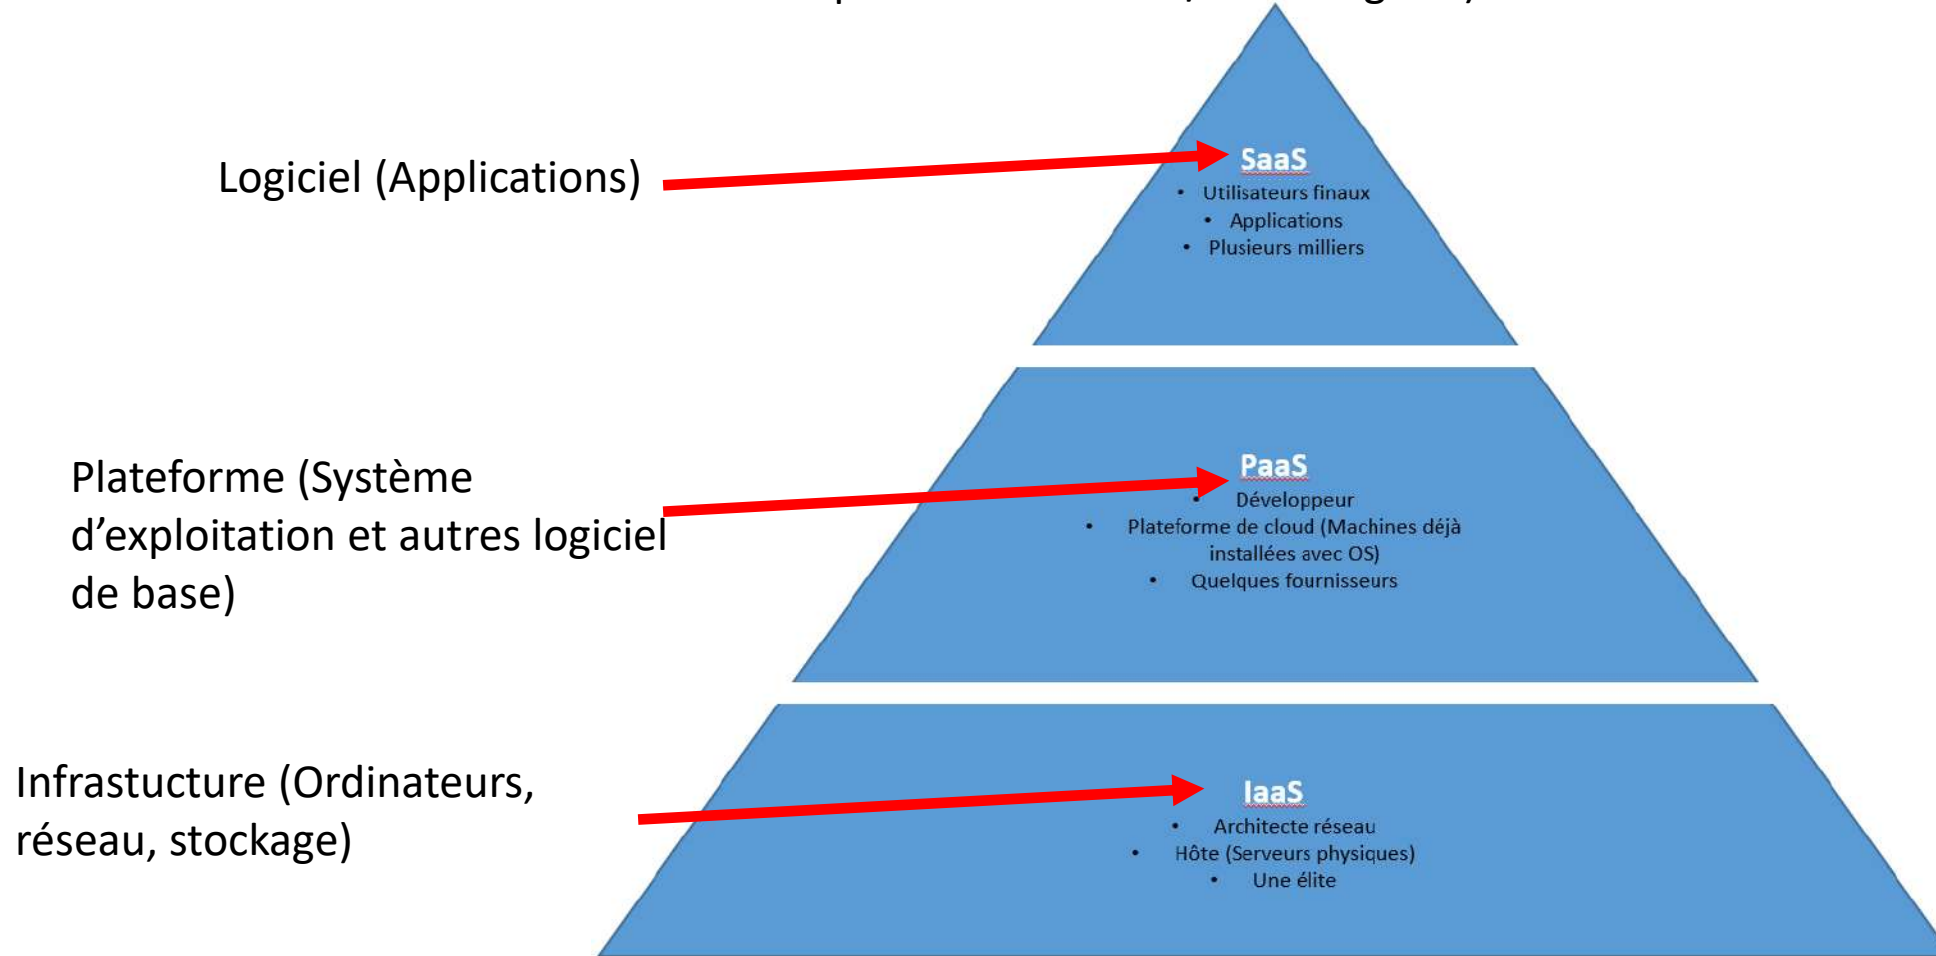 Logiciel (Applications)
SaaS
• Utilisateurs finaux
• Applications
• Plusieurs milliers
Plateforme (Système
d’exploitation et autres logiciel
de base)
PaaS
• Développeur
• Plateforme de cloud (Machines déjà
installées avec OS)
• Quelques fournisseurs
Infrastucture (Ordinateurs,
réseau, stockage)
IaaS
• Architecte réseau
• Hôte (Serveurs physiques)
• Une élite